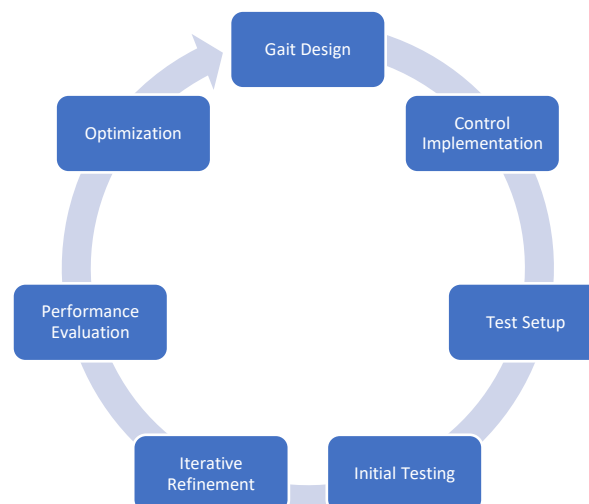 Gait Design
Control
Implementation
Test Setup
Initial Testing
Iterative
Refinement
Performance
Evaluation
Optimization